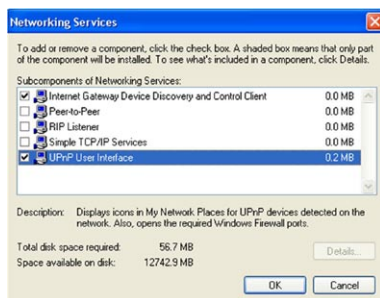 Networking Services
To add or remove a component, click the check box. A shaded box means that only part
of the component will be installed. To see what's included in a component, click Details.
Subcomponents of Networking Services:
Internet Gateway Device Discovery and Control Client 0.0 MB
Peer-to-Peer 0.0 MB
RIP Listener 0.0 MB
Simple TCP/IP Services 0.0 MB
UPnP User Interface 0.2 MB
Description: Displays icons in My Network Places for UPnP devices detected on the
network. Also, opens the required Windows Firewall ports.
Total disk space required: 56.7 MB
Space available on disk: 12742.9 MB
Details...
OK Cancel